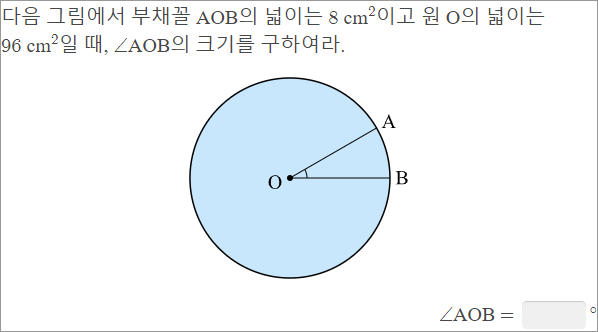 다음 그림에서 부채꼴 AOB의 넓이는 8 cm²이고 원 O의 넓이는
96 cm²일 때, ∠AOB의 크기를 구하여라.
A
O
B
∠AOB = °